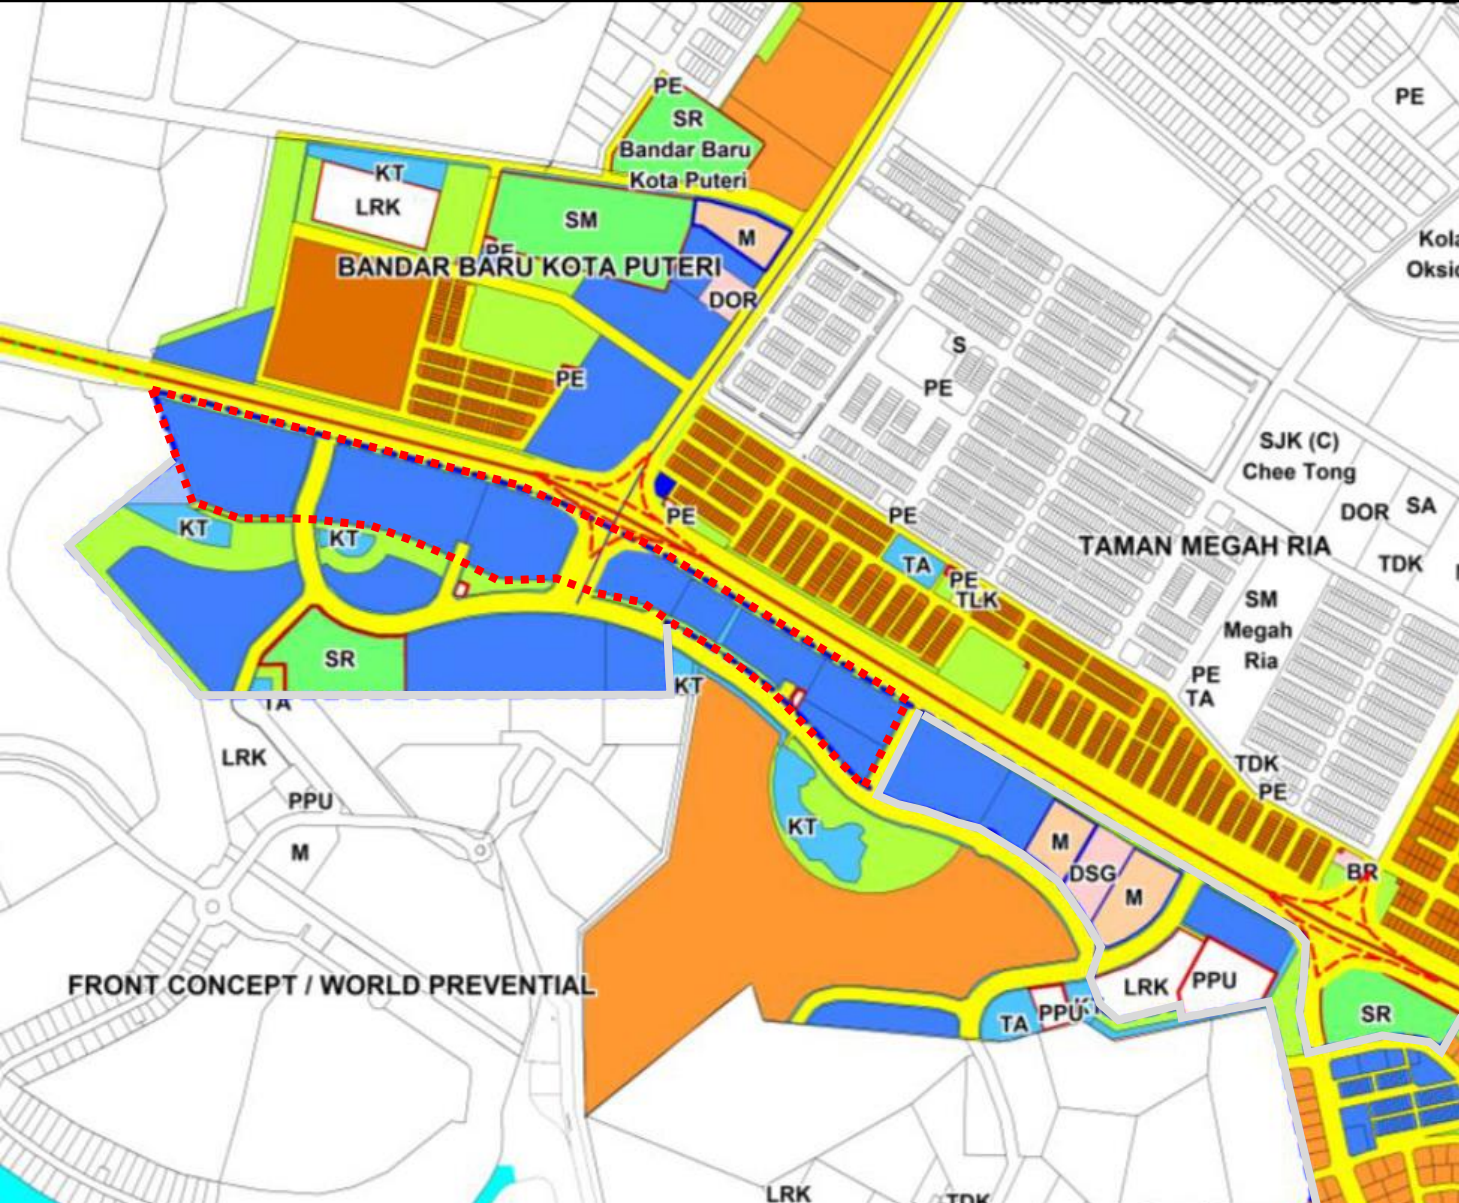 PE
SR
Bandar Baru
Kota Puteri
PE
KT
LRK
SM
M
PE
BANDAR BARU KOTA PUTERI
DOR
S
PE
PE
SJK (C)
Chee Tong
DOR
SA
PE
PE
KT
KT
TAMAN MEGAH RIA
TDK
TA
PE
TLK
SM
Megah
Ria
SR
KT
PE
TA
TA
LRK
TDK
PE
PPU
KT
M
M
DSG
M
BR
FRONT CONCEPT / WORLD PREVENTIAL
LRK
PPU
TA
PPU
KT
SR
LRK
TDK